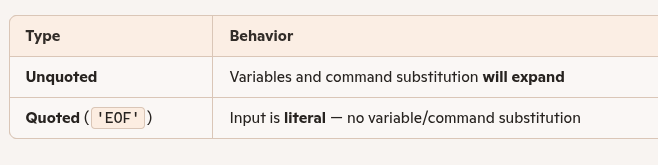 Type Behavior
Unquoted Variables and command substitution will expand
Quoted ('EOF') Input is literal — no variable/command substitution